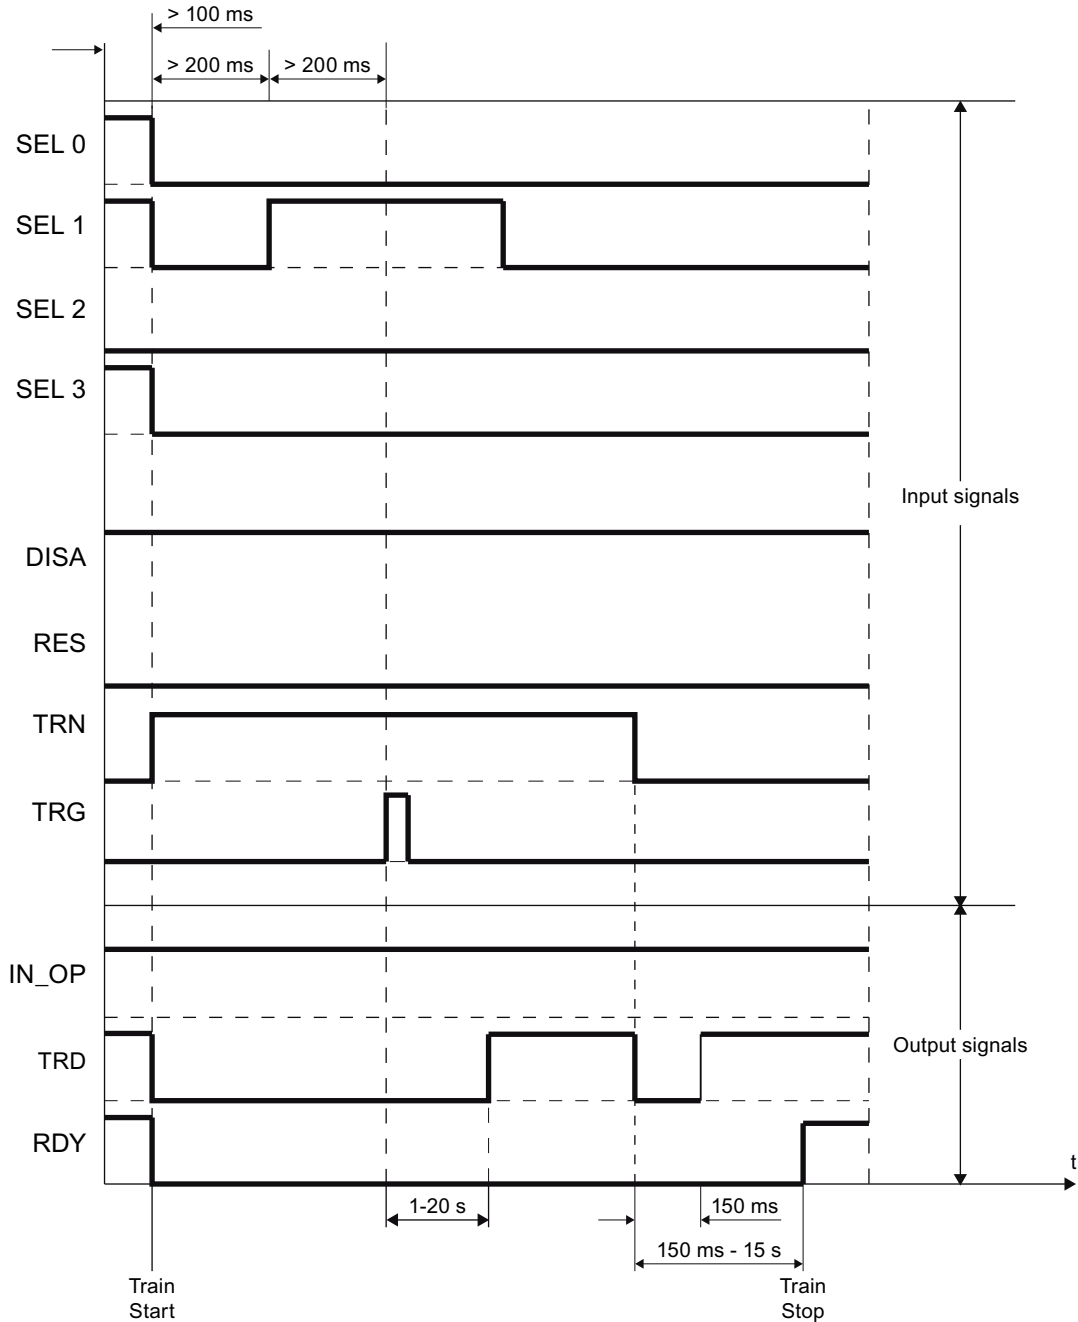 > 100 ms
> 200 ms
> 200 ms
SEL 0
SEL 1
SEL 2
SEL 3
Input signals
DISA
RES
TRN
TRG
IN_OP
Output signals
TRD
RDY
t
1-20 s
150 ms
150 ms - 15 s
Train
Start
Train
Stop